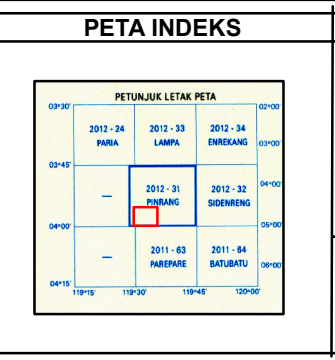 PETA INDEKS
PETUNJUK LETAK PETA
03°30' 02°00'
2012 - 24 2012 - 33 2012 - 34
PARIA LAMPA ENREKANG 03°00'
03°45'
2012 - 31 2012 - 32 04°00'
— PINRANG SIDENRENG
04°00' 05°00'
— 2011 - 63 2011 - 64
PAREPARE BATUBATU 06°00'
04°15'
119°15' 119°30' 119°45' 120°00'